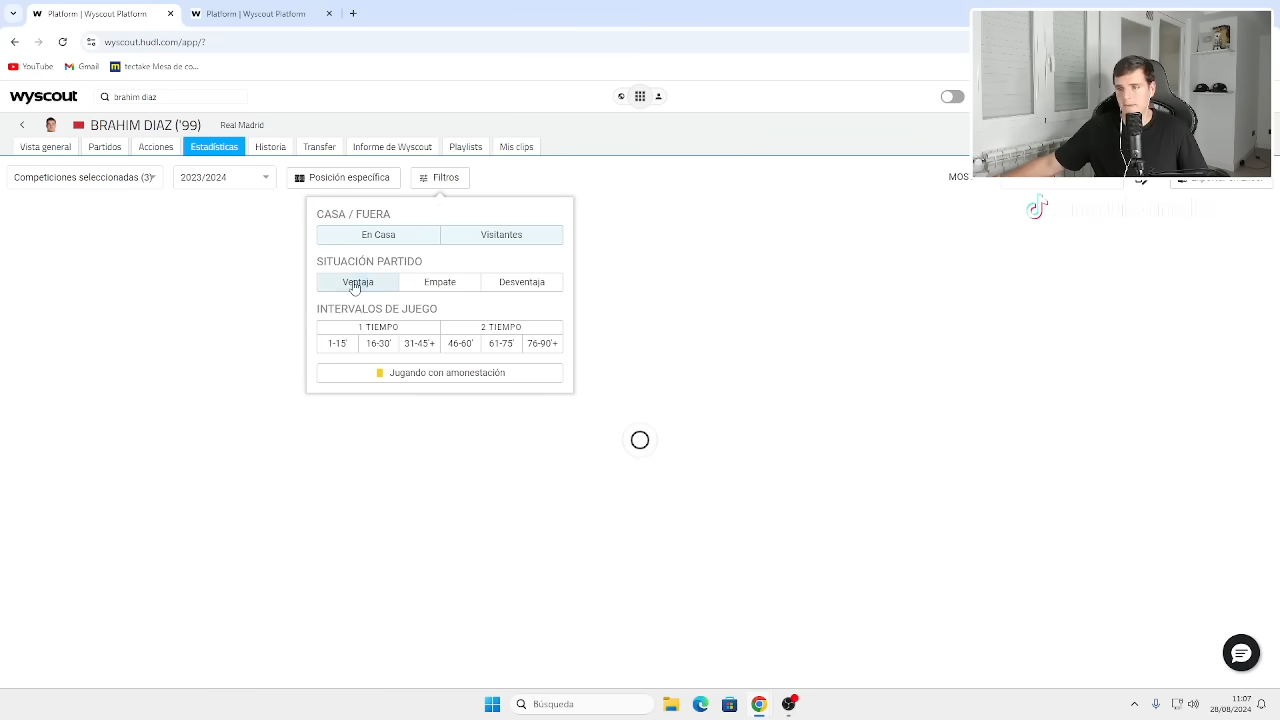 Platform | Wyscout Platform
Platform | Wyscout Platform
wyscout.hudl.com/app/?
YouTube
Gmail
tectake Mesa de co...
wyscout
brahim diaz
BRAHIM DIAZ ('99)
Real Madrid
Vista general
Partidos
Acciones
Estadísticas
Historia
Transfer
Informe de Wyscout
Playlists
Mis clips
Competiciones seleccionadas (3)
2023/2024
Posición específica
Filtros
MOS
CASA / FUERA
En Casa
Visitantes
SITUACIÓN PARTIDO
Ventaja
Empate
Desventaja
INTERVALOS DE JUEGO
1 TIEMPO
2 TIEMPO
1-15'
16-30'
31-45'+
46-60'
61-75'
76-90'+
Jugando con amonestación
Búsqueda
11:07
28/08/2024